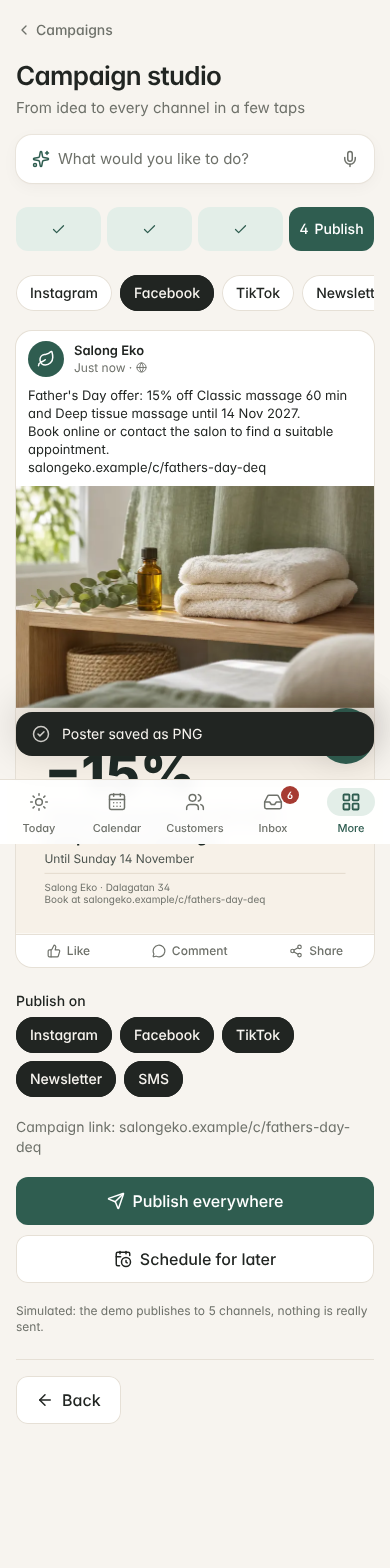 Campaigns
Campaign studio
From idea to every channel in a few taps
What would you like to do?
4 Publish
Instagram
Facebook
TikTok
Newslett
Salong Eko
Just now ·
Father's Day offer: 15% off Classic massage 60 min
and Deep tissue massage until 14 Nov 2027.
Book online or contact the salon to find a suitable
appointment.
salongeko.example/c/fathers-day-deq
Poster saved as PNG
−15%
Today
Calendar
Customers
Inbox
6
More
Until Sunday 14 November
Salong Eko · Dalagatan 34
Book at salongeko.example/c/fathers-day-deq
Like
Comment
Share
Publish on
Instagram
Facebook
TikTok
Newsletter
SMS
Campaign link: salongeko.example/c/fathers-day-
deq
Publish everywhere
Schedule for later
Simulated: the demo publishes to 5 channels, nothing is really
sent.
Back